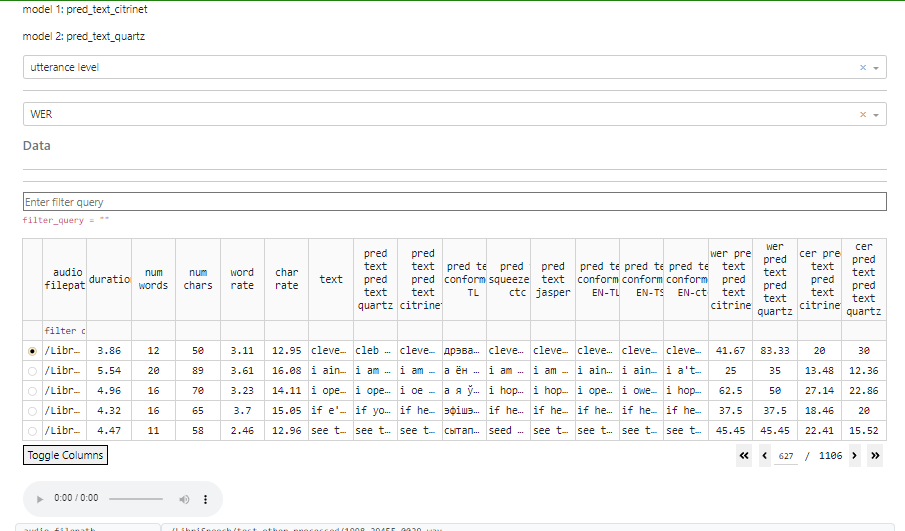 model 1: pred_text_citrinet
model 2: pred_text_quartz
utterance level × 
WER ×
Data
Enter filter query
filter_query = ""
audio filepat duration num words num chars word rate char rate text pred text pred text quartz pred text pred text citrinet pred te conform TL pred squeeze ctc pred text jasper pred te conform EN-TL pred te conform EN-TS pred te conform EN-ct wer pre text pred text citrine wer pred text pred text quartz cer pre text pred text citrine cer pred text pred text quartz
filter c
/Libr… 3.86 12 50 3.11 12.95 cleve… cleb … cleve… дрэва… cleve… cleve… cleve… cleve… cleve… 41.67 83.33 20 30
/Libr… 5.54 20 89 3.61 16.08 i ain… i am … i am … а ён … i am … i am … i ain… i ain… i a't… 25 35 13.48 12.36
/Libr… 4.96 16 70 3.23 14.11 i ope… i ope… i oe … а я ў… i hop… i hop… i ope… i owe… i hop… 62.5 50 27.14 22.86
/Libr… 4.32 16 65 3.7 15.05 if e'… if yo… if he… эфішэ… if he… if he… if he… if he… if he… 37.5 37.5 18.46 20
/Libr… 4.47 11 58 2.46 12.96 see t… see t… see t… сытап… seed … see t… see t… see t… see t… 45.45 45.45 22.41 15.52
Toggle Columns « ‹ 627 / 1106 › »
0:00 / 0:00